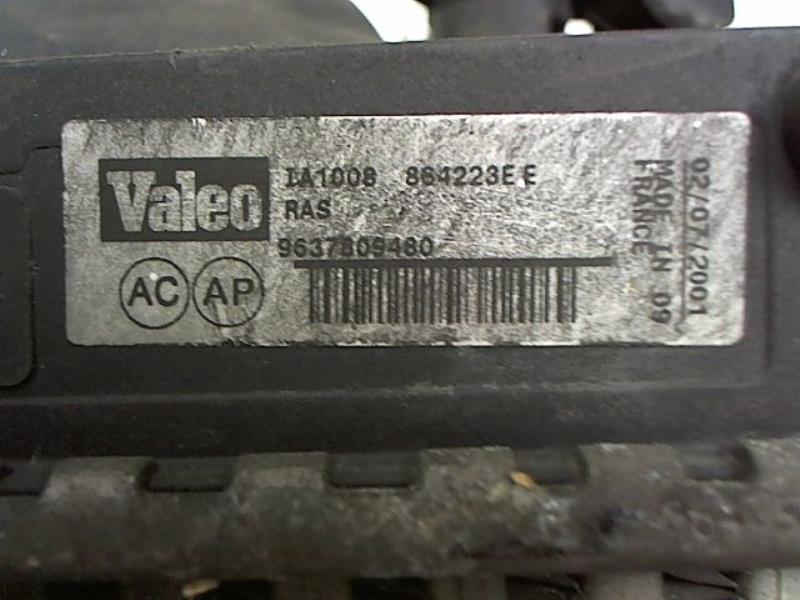 Valeo
IA1008 864223E E
RAS
9637809480
AC AP
02/07/2001
MADE IN 09
FRANCE